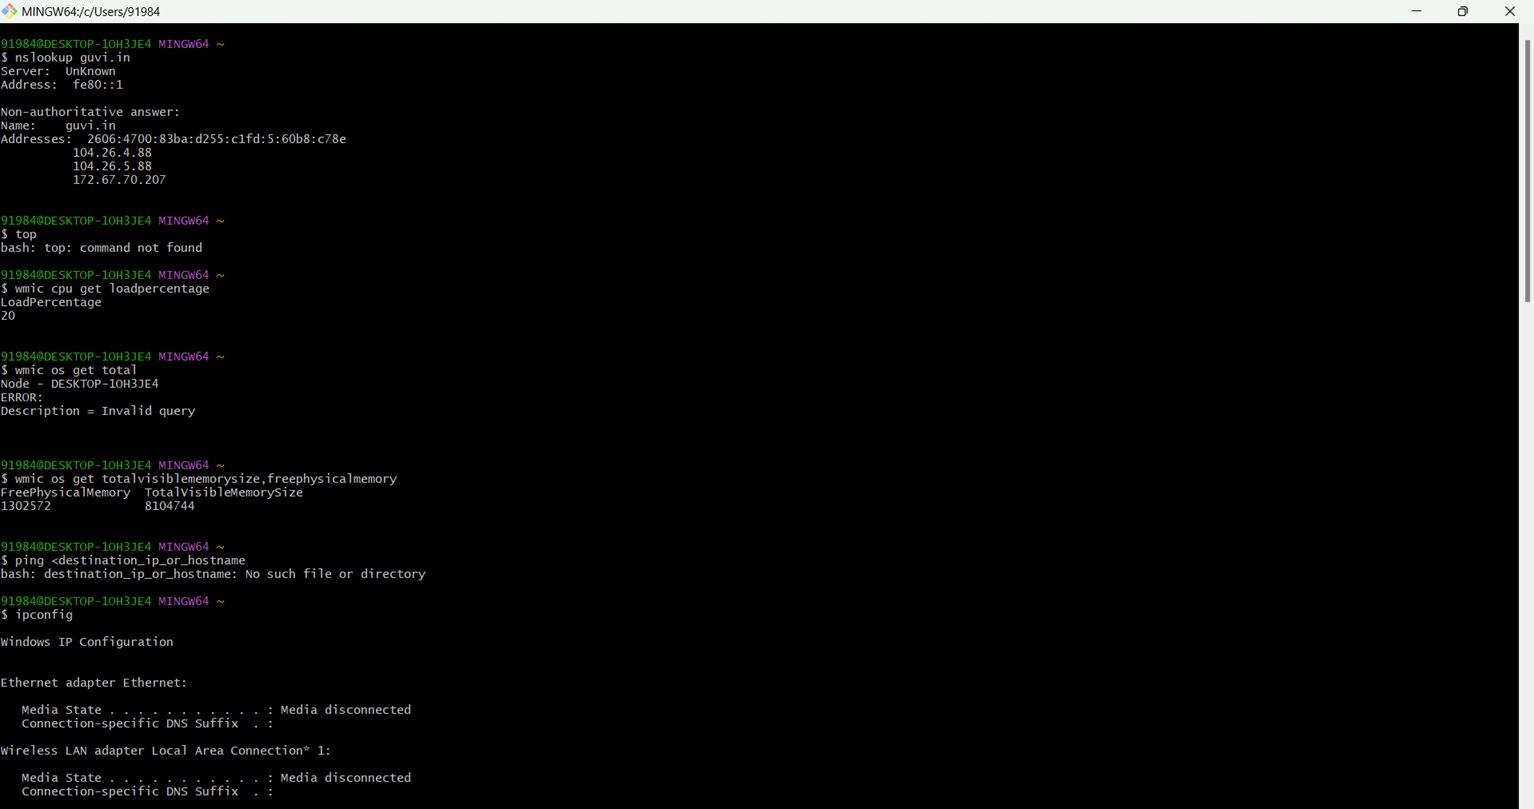 MINGW64:/c/Users/91984
91984@DESKTOP-1OH3JE4 MINGW64 ~
$ nslookup guvi.in
Server:  UnKnown
Address:  fe80::1
Non-authoritative answer:
Name:    guvi.in
Addresses:  2606:4700:83ba:d255:c1fd:5:60b8:c78e
104.26.4.88
104.26.5.88
172.67.70.207
91984@DESKTOP-1OH3JE4 MINGW64 ~
$ top
bash: top: command not found
91984@DESKTOP-1OH3JE4 MINGW64 ~
$ wmic cpu get loadpercentage
LoadPercentage
20
91984@DESKTOP-1OH3JE4 MINGW64 ~
$ wmic os get total
Node - DESKTOP-1OH3JE4
ERROR:
Description = Invalid query
91984@DESKTOP-1OH3JE4 MINGW64 ~
$ wmic os get totalvisiblememorysize,freephysicalmemory
FreePhysicalMemory  TotalVisibleMemorySize
1302572             8104744
91984@DESKTOP-1OH3JE4 MINGW64 ~
$ ping <destination_ip_or_hostname
bash: destination_ip_or_hostname: No such file or directory
91984@DESKTOP-1OH3JE4 MINGW64 ~
$ ipconfig
Windows IP Configuration
Ethernet adapter Ethernet:
Media State . . . . . . . . . . . : Media disconnected
Connection-specific DNS Suffix  . :
Wireless LAN adapter Local Area Connection* 1:
Media State . . . . . . . . . . . : Media disconnected
Connection-specific DNS Suffix  . :